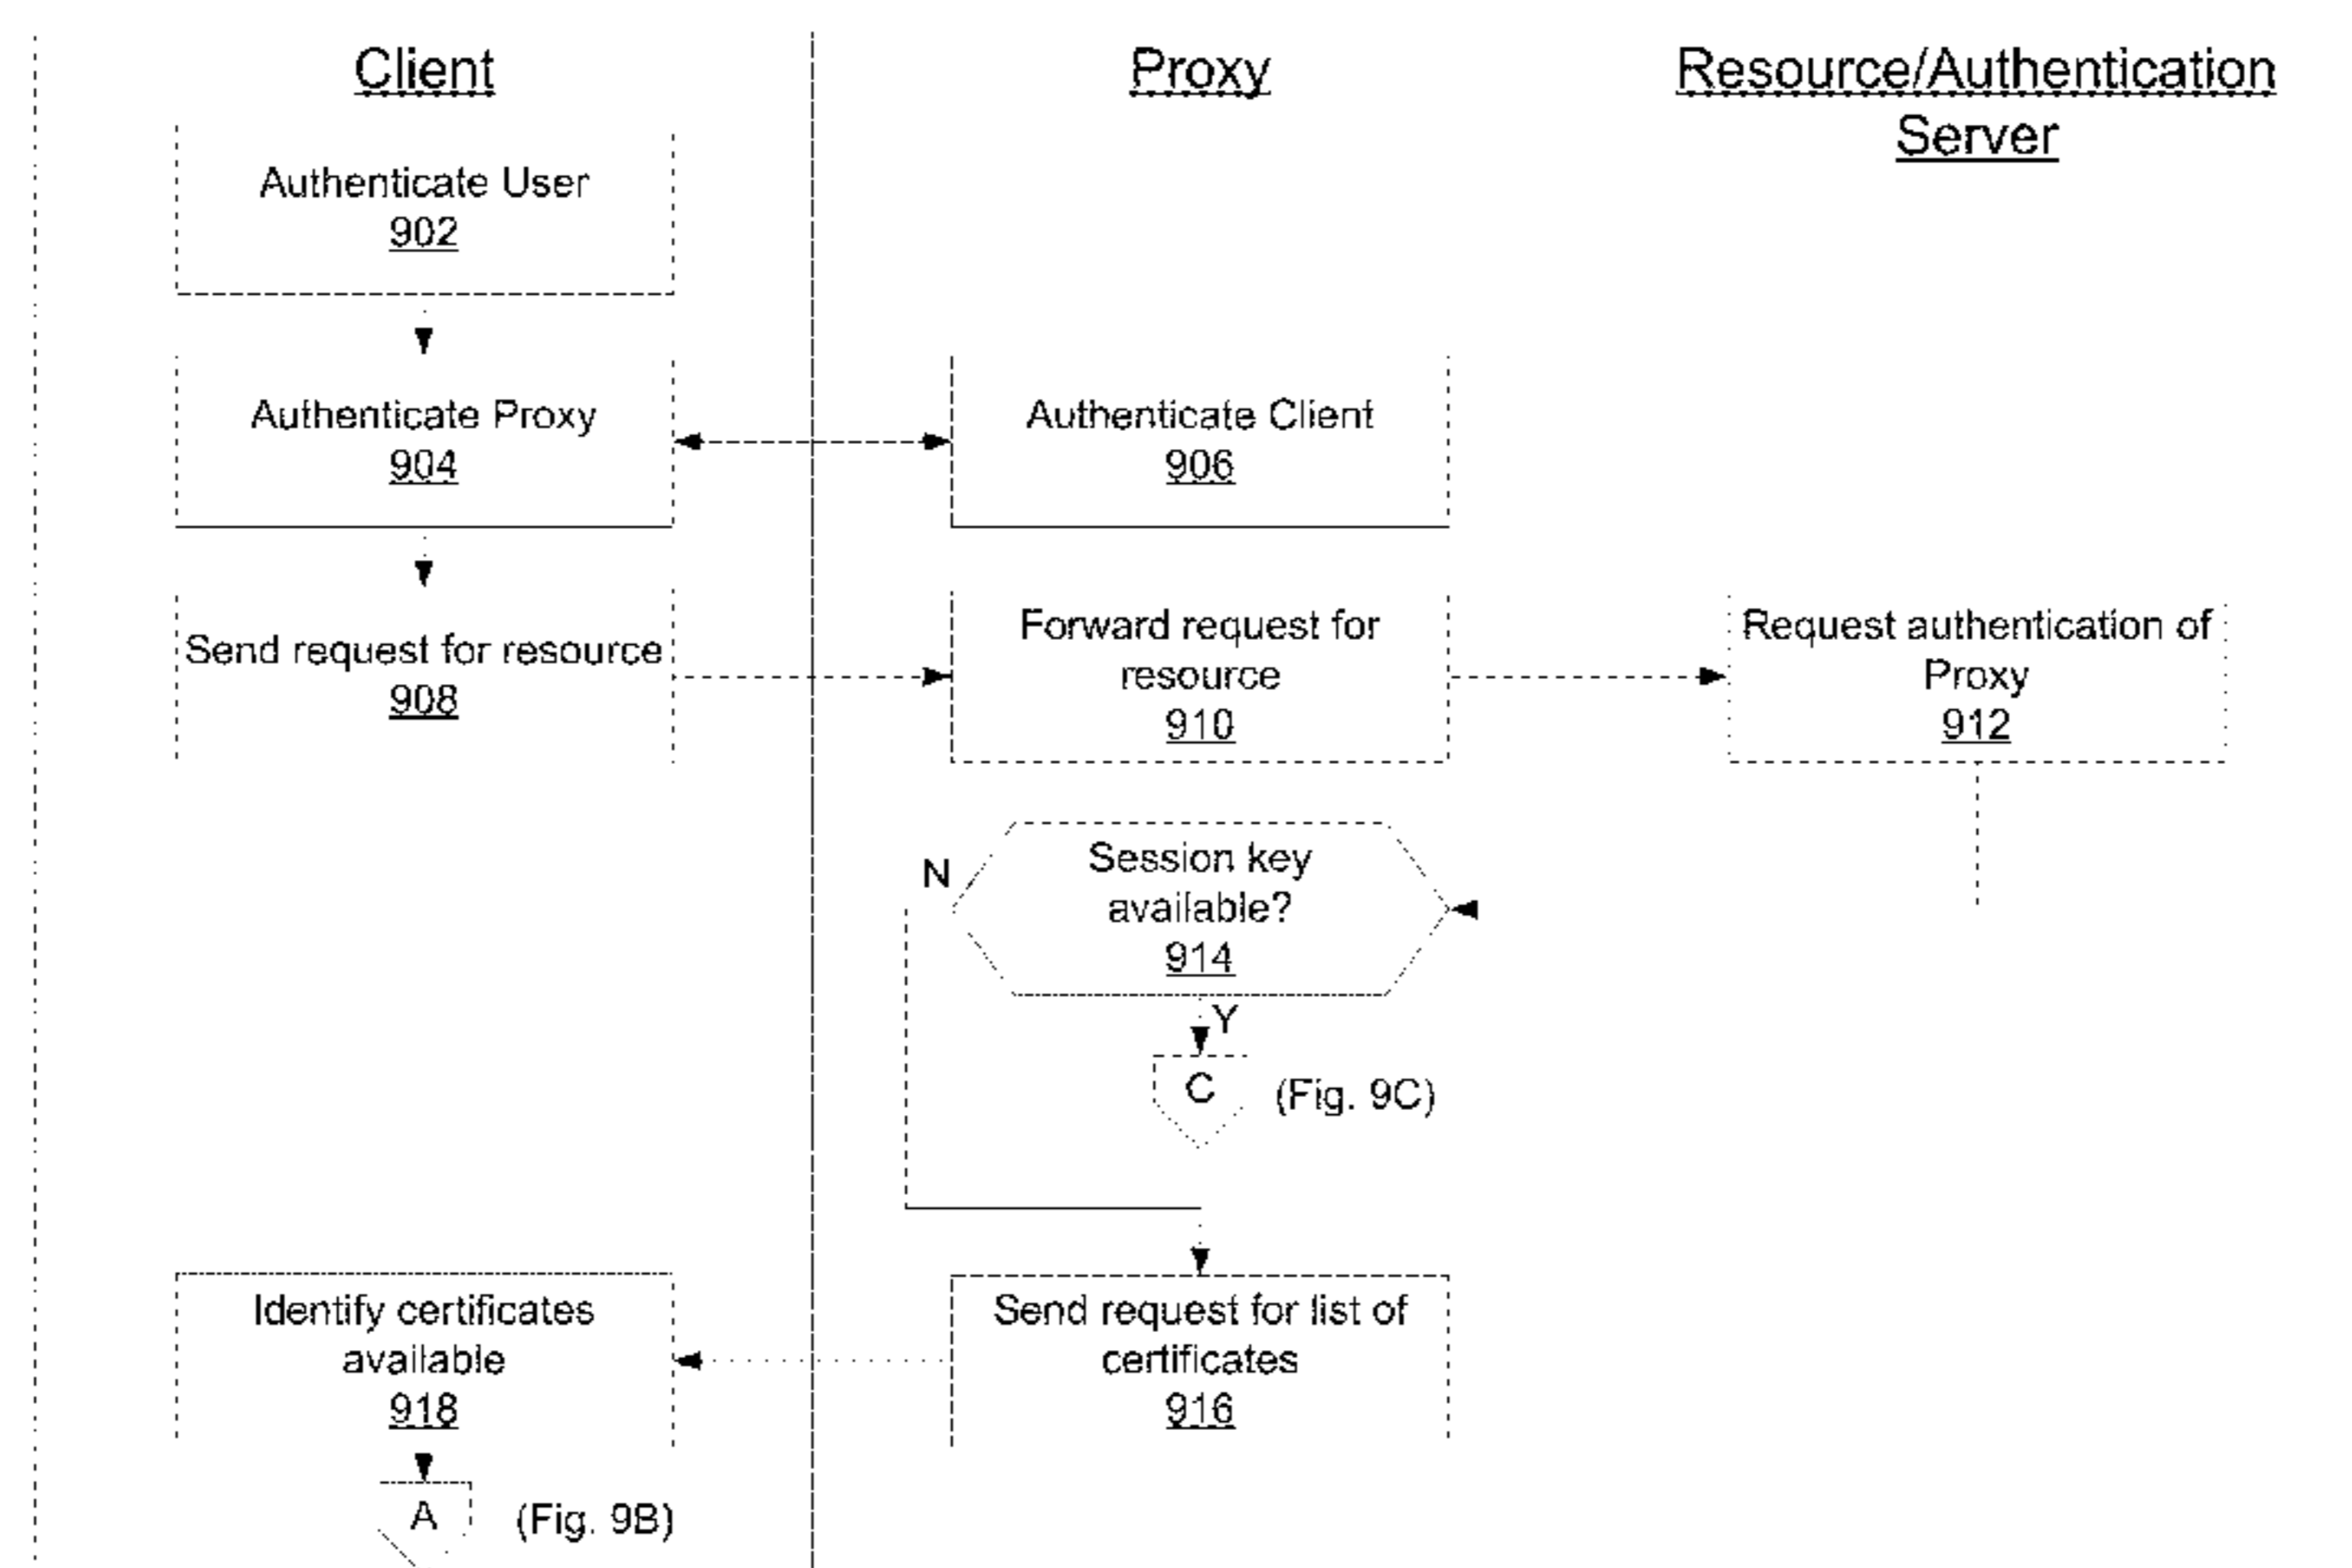 Client
Proxy
Resource/Authentication
Server
Authenticate User
902
Authenticate Proxy
904
Authenticate Client
906
Send request for resource
908
Forward request for
resource
910
Request authentication of
Proxy
912
N
Session key
available?
914
Y
C
(Fig. 9C)
Identify certificates
available
918
Send request for list of
certificates
916
A
(Fig. 9B)